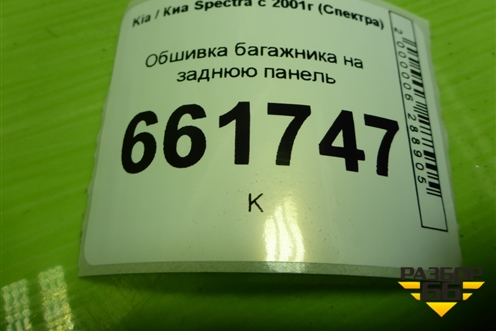 Kia / Киа Spectra с 2001г (Спектра)
Обшивка багажника на
заднюю панель
661747
К
2000006288905
РАЗБОР
66